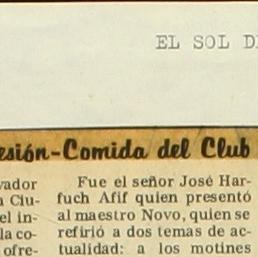 EL SOL D
esión-Comida del Club
vador
Ciu-
el in-
la co-
ofre-
Fue el señor José Har-
fuch Afif quien presentó
al maestro Novo, quien se
refirió a dos temas de ac-
tualidad: a los motines